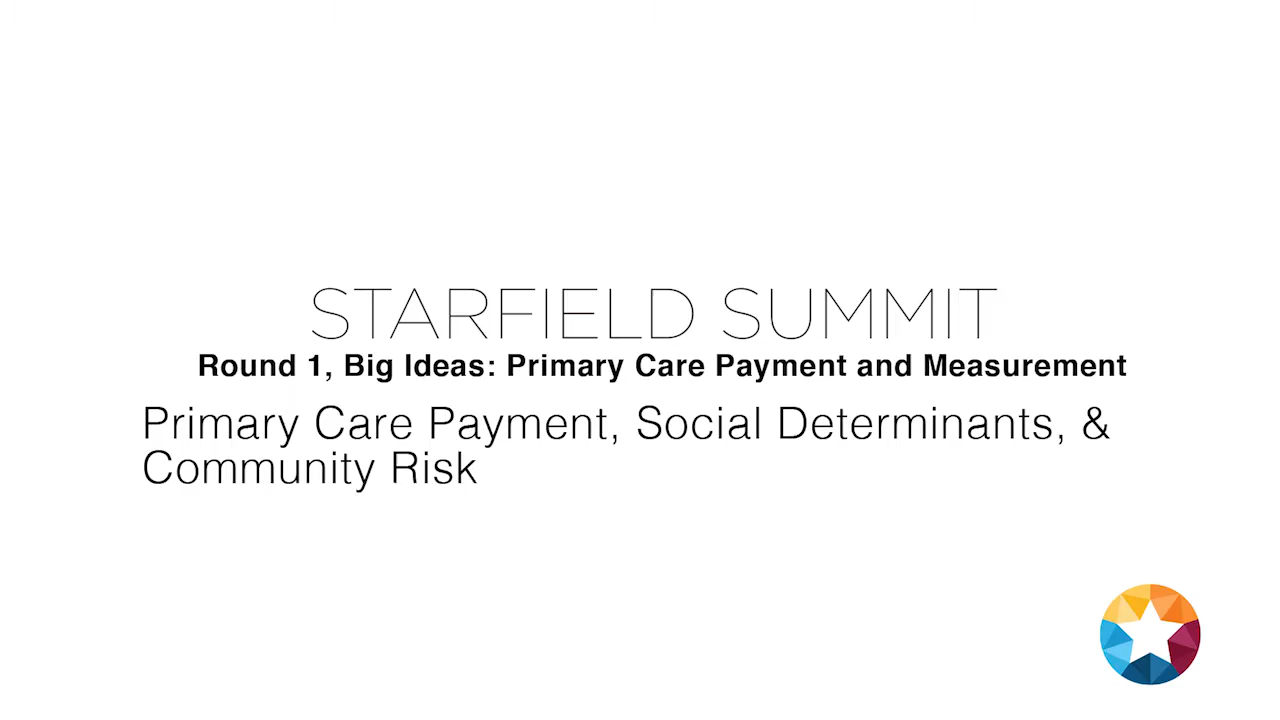 STARFIELD SUMMIT
Round 1, Big Ideas: Primary Care Payment and Measurement
Primary Care Payment, Social Determinants, &
Community Risk